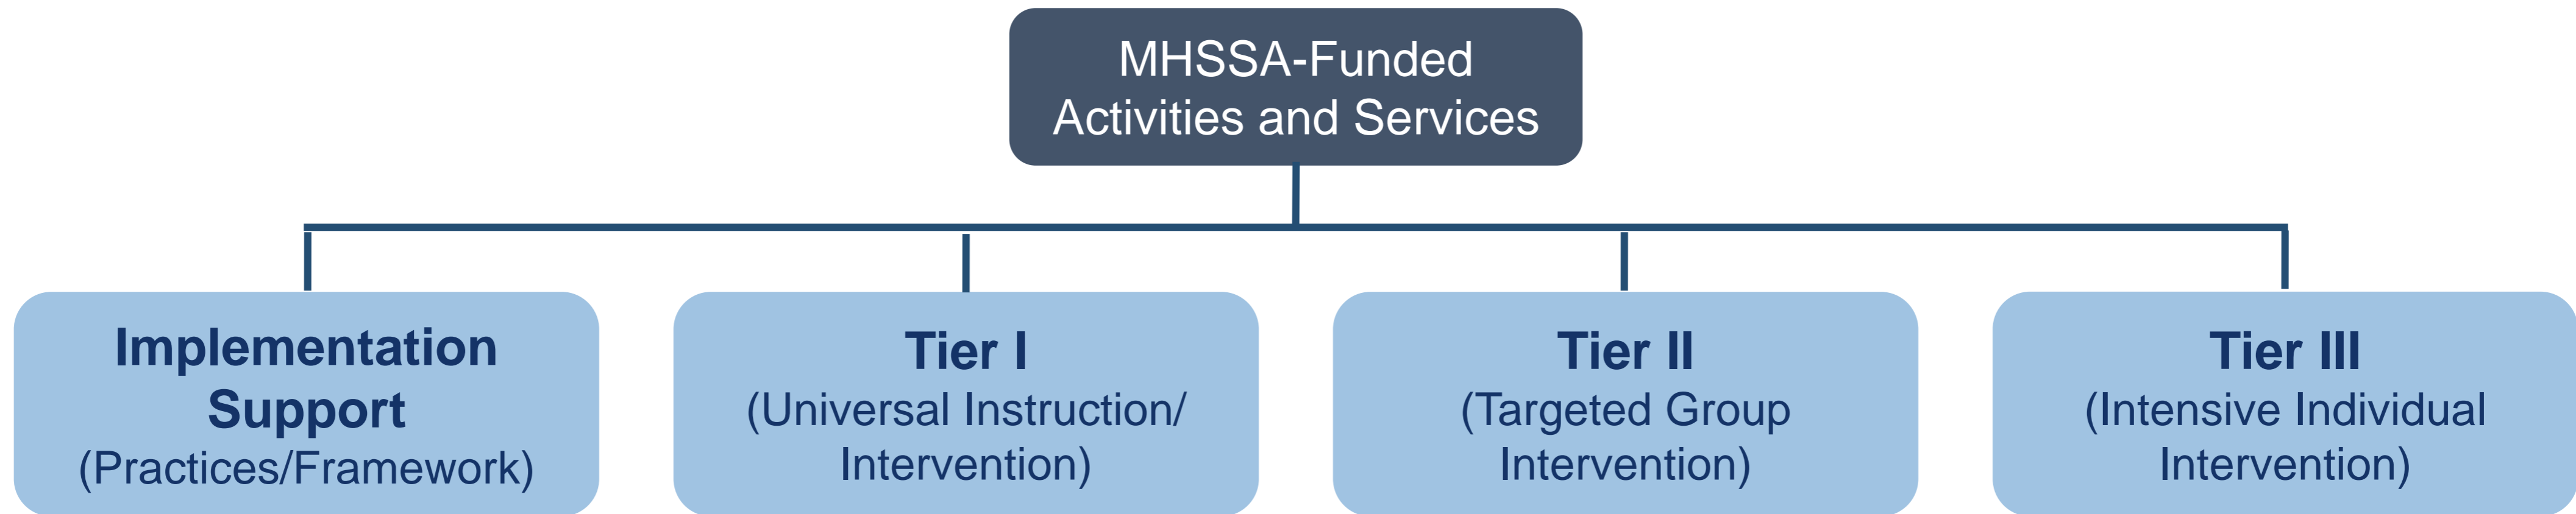 MHSSA-Funded
Activities and Services
Implementation
Support
(Practices/Framework)
Tier I
(Universal Instruction/
Intervention)
Tier II
(Targeted Group
Intervention)
Tier III
(Intensive Individual
Intervention)